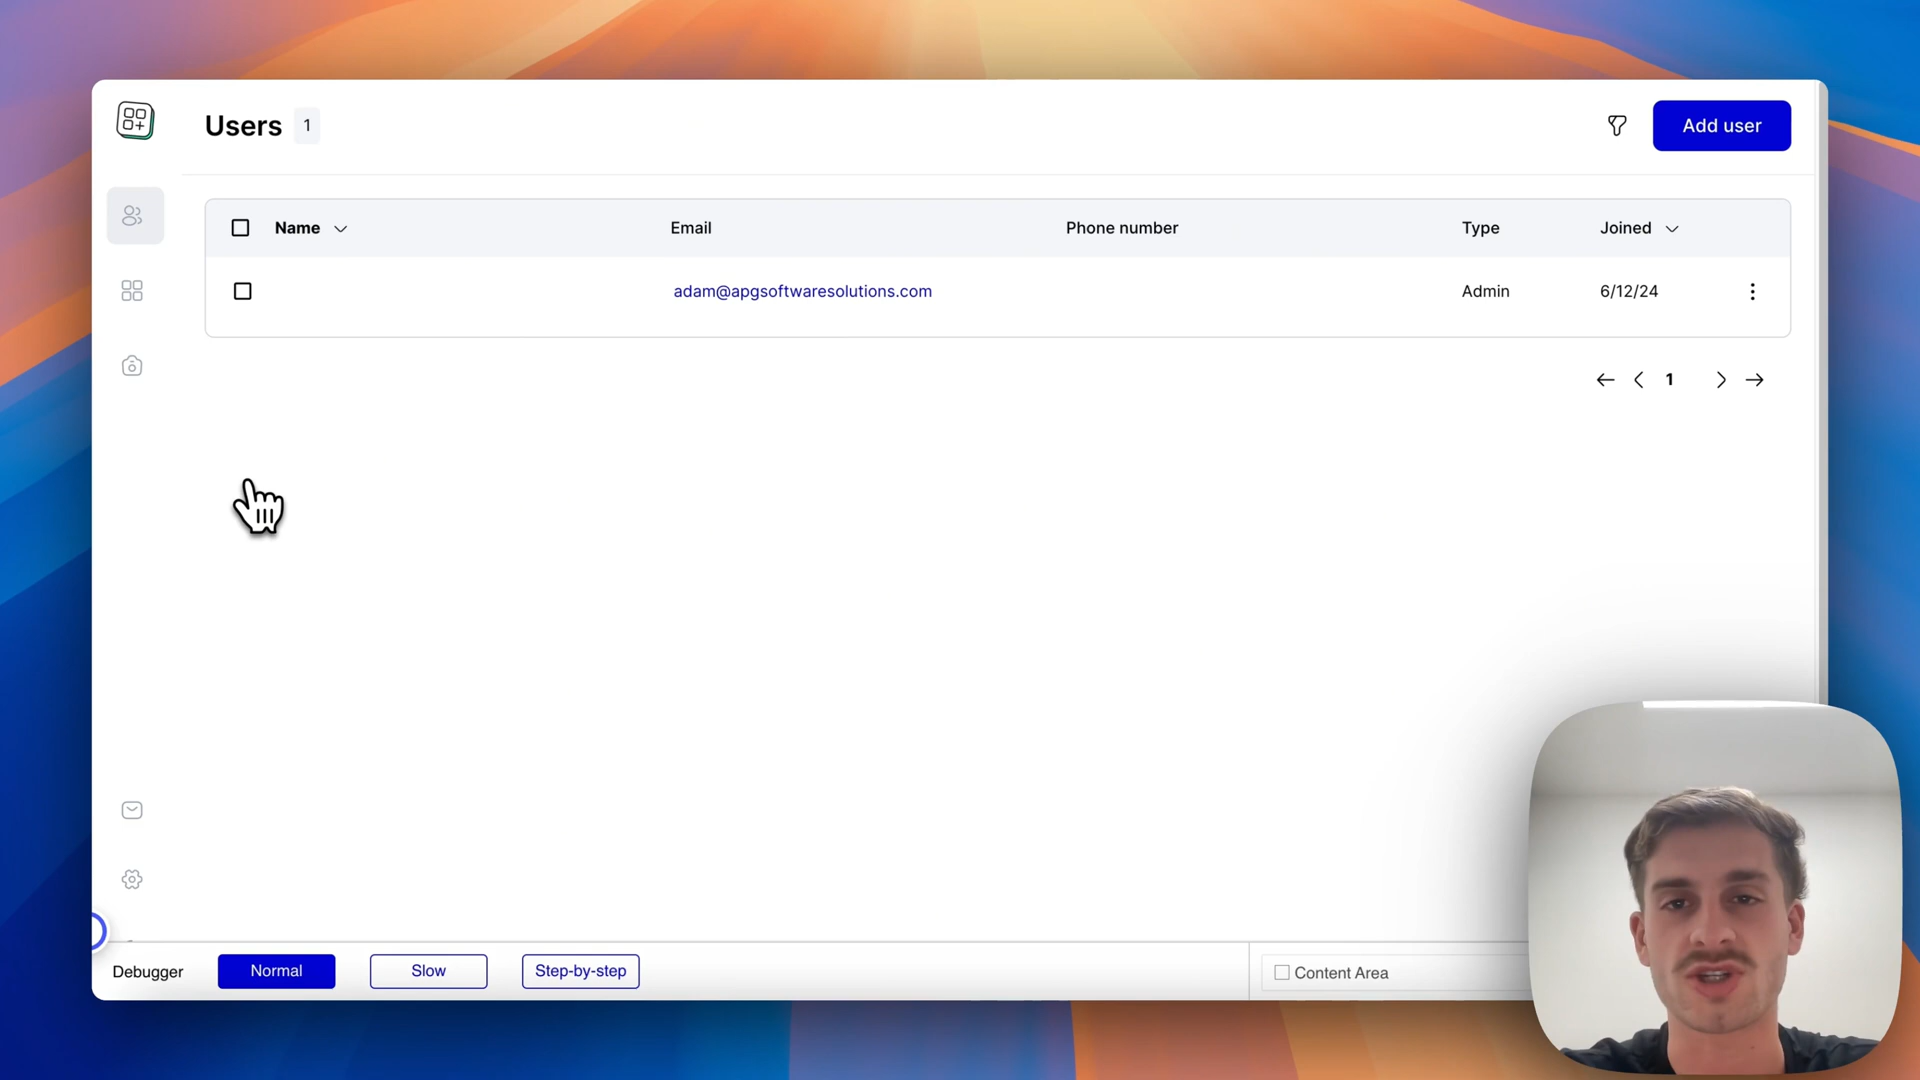 Users 1
Add user
Name Email Phone number Type Joined
adam@apgsoftwaresolutions.com Admin 6/12/24
1
Debugger Normal Slow Step-by-step Content Area